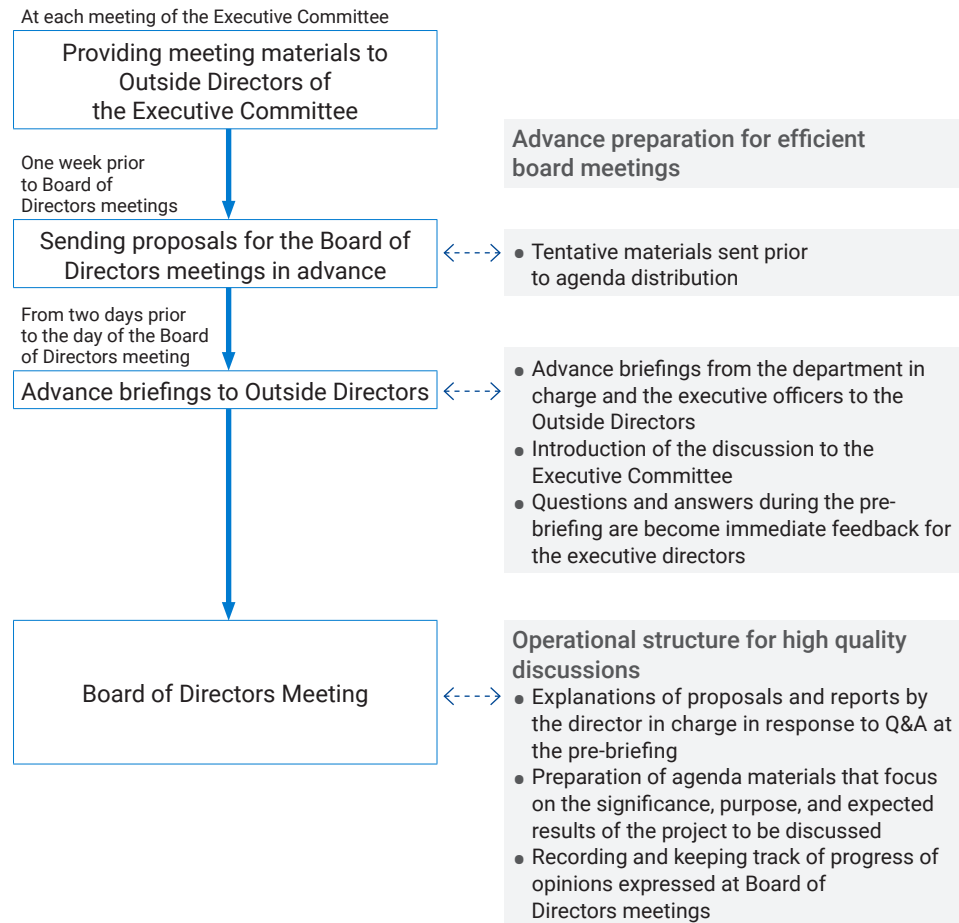 At each meeting of the Executive Committee
Providing meeting materials to
Outside Directors of
the Executive Committee
One week prior
to Board of
Directors meetings
Sending proposals for the Board of
Directors meetings in advance
From two days prior
to the day of the Board
of Directors meeting
Advance briefings to Outside Directors
Board of Directors Meeting
Advance preparation for efficient
board meetings
• Tentative materials sent prior
to agenda distribution
• Advance briefings from the department in
charge and the executive officers to the
Outside Directors
• Introduction of the discussion to the
Executive Committee
• Questions and answers during the pre-
briefing are become immediate feedback for
the executive directors
Operational structure for high quality
discussions
• Explanations of proposals and reports by
the director in charge in response to Q&A at
the pre-briefing
• Preparation of agenda materials that focus
on the significance, purpose, and expected
results of the project to be discussed
• Recording and keeping track of progress of
opinions expressed at Board of
Directors meetings